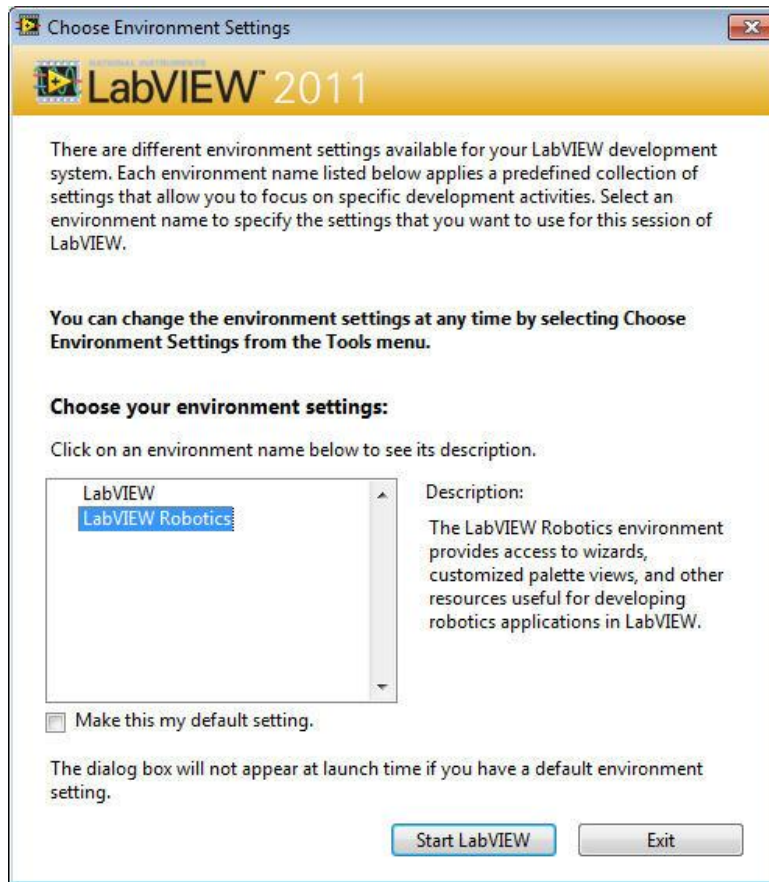 Choose Environment Settings
NATIONAL INSTRUMENTS
LabVIEW™ 2011
There are different environment settings available for your LabVIEW development
system. Each environment name listed below applies a predefined collection of
settings that allow you to focus on specific development activities. Select an
environment name to specify the settings that you want to use for this session of
LabVIEW.
You can change the environment settings at any time by selecting Choose
Environment Settings from the Tools menu.
Choose your environment settings:
Click on an environment name below to see its description.
LabVIEW
LabVIEW Robotics
Description:
The LabVIEW Robotics environment
provides access to wizards,
customized palette views, and other
resources useful for developing
robotics applications in LabVIEW.
Make this my default setting.
The dialog box will not appear at launch time if you have a default environment
setting.
Start LabVIEW
Exit